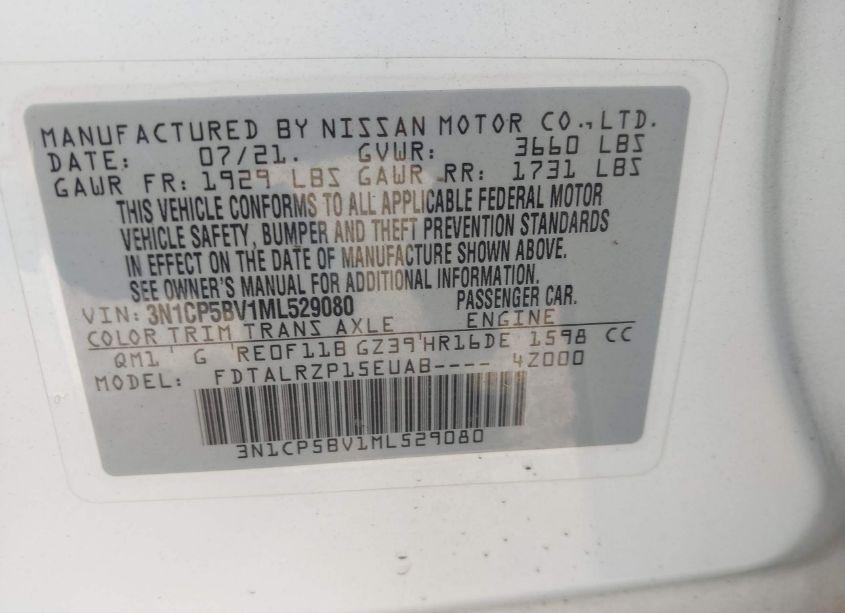 MANUFACTURED BY NISSAN MOTOR CO.,LTD.
DATE: 07/21. GVWR: 3660 LBS
GAWR FR: 1929 LBS GAWR RR: 1731 LBS
THIS VEHICLE CONFORMS TO ALL APPLICABLE FEDERAL MOTOR
VEHICLE SAFETY, BUMPER AND THEFT PREVENTION STANDARDS
IN EFFECT ON THE DATE OF MANUFACTURE SHOWN ABOVE.
SEE OWNER'S MANUAL FOR ADDITIONAL INFORMATION.
VIN: 3N1CP5BV1ML529080 PASSENGER CAR.
COLOR TRIM TRANS AXLE ENGINE
QM1 G RE0F11B GZ39 HR16DE 1598 CC
MODEL: FDTALRZP15EUAB---- 4Z000
3N1CP5BV1ML529080